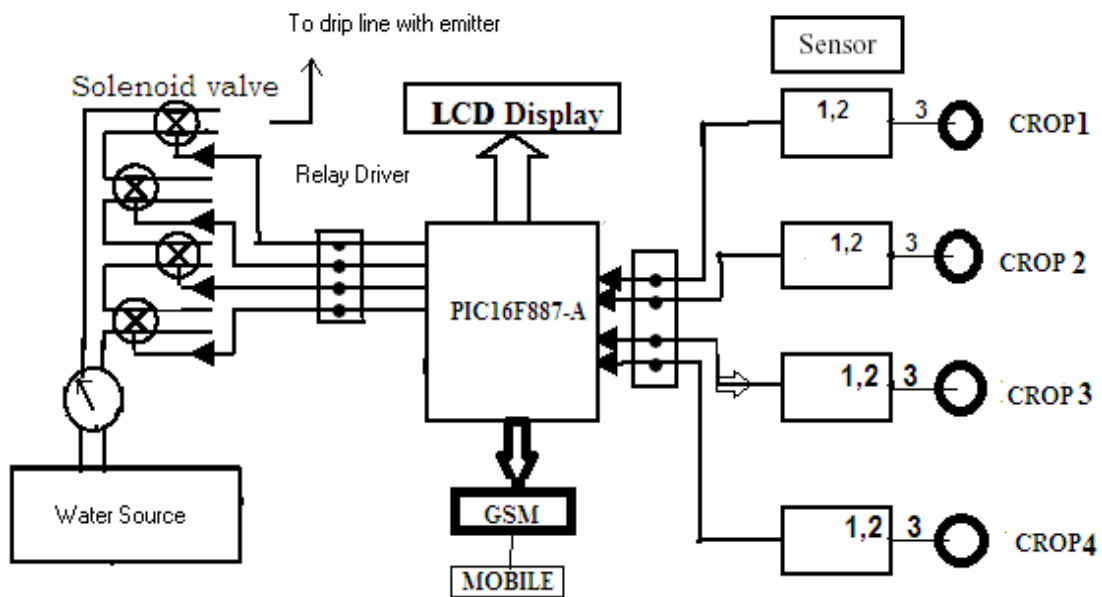 To drip line with emitter
Sensor
Solenoid valve
LCD Display
1,2
3
CROP1
Relay Driver
1,2
3
CROP 2
PIC16F887-A
1,2
3
CROP 3
Water Source
GSM
1,2
3
CROP4
MOBILE